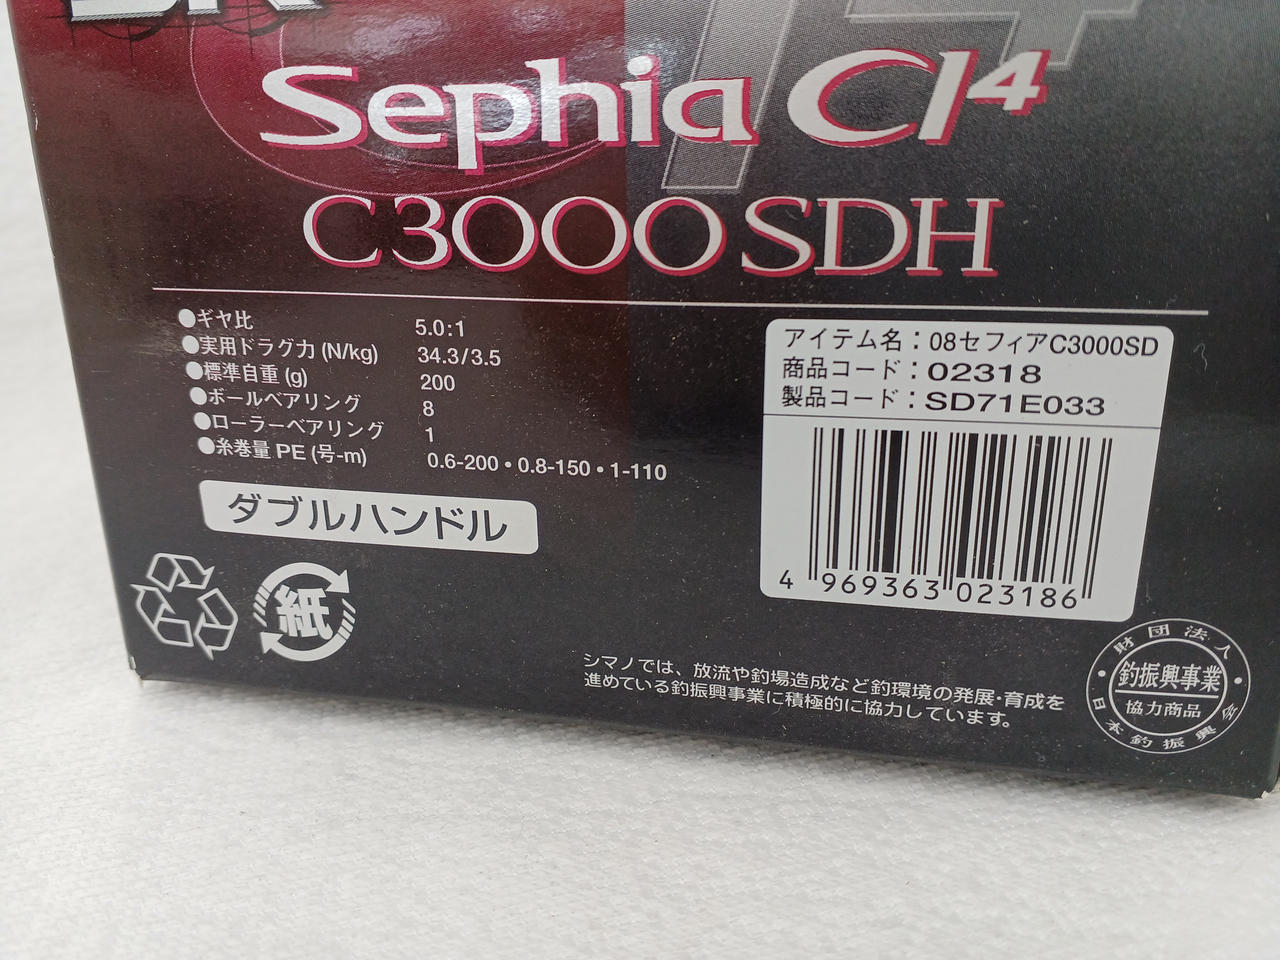 Sephia CI4
C3000SDH
●ギヤ比 5.0:1
●実用ドラグ力 (N/kg) 34.3/3.5
●標準自重 (g) 200
●ボールベアリング 8
●ローラーベアリング 1
●糸巻量 PE (号-m) 0.6-200・0.8-150・1-110
ダブルハンドル
紙
アイテム名：08セフィアC3000SD
商品コード：02318
製品コード：SD71E033
4 969363 023186
シマノでは、放流や釣場造成など釣環境の発展・育成を
進めている釣振興事業に積極的に協力しています。
財団法人
釣振興事業
協力商品
日本釣振興会